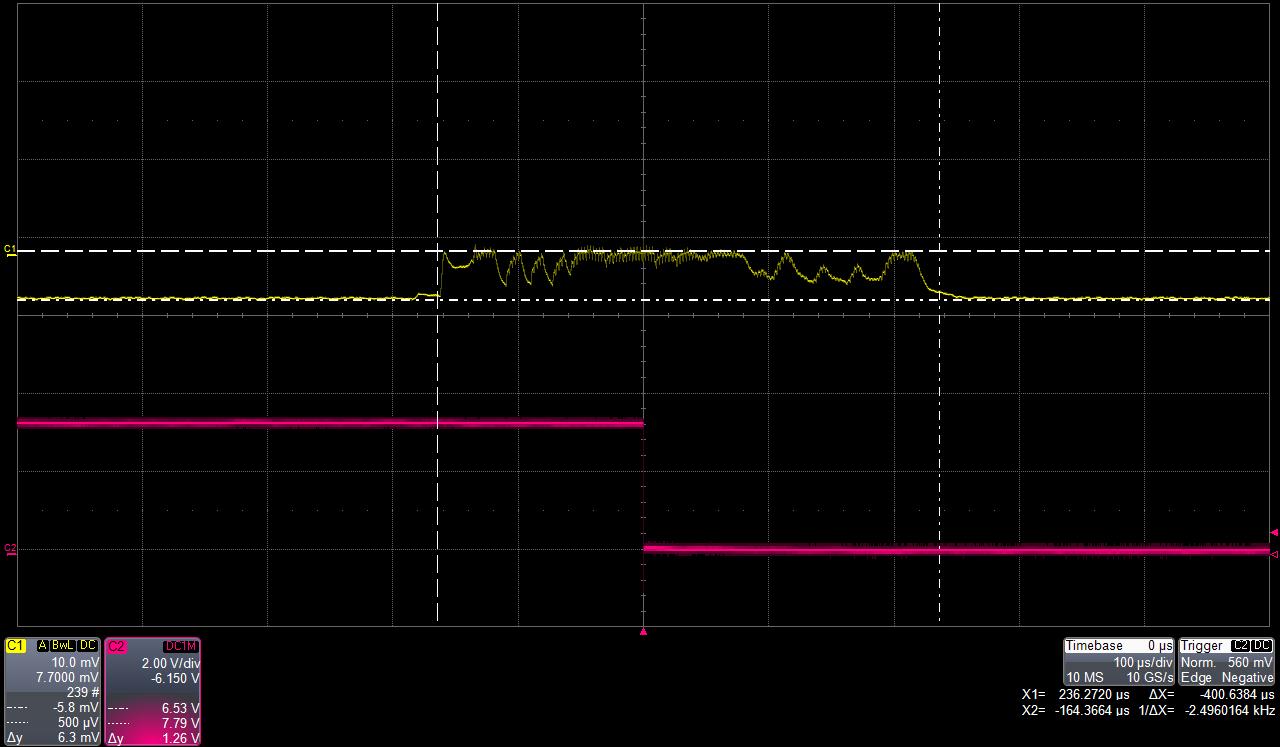 C1
C2
C1 A BwL DC
10.0 mV
7.7000 mV
239 #
-5.8 mV
500 µV
Δy 6.3 mV
C2 DC1M
2.00 V/div
-6.150 V
6.53 V
7.79 V
Δy 1.26 V
Timebase 0 µs
100 µs/div
10 MS 10 GS/s
Trigger C2 DC
Norm. 560 mV
Edge Negative
X1= 236.2720 µs ΔX= -400.6384 µs
X2= -164.3664 µs 1/ΔX= -2.4960164 kHz